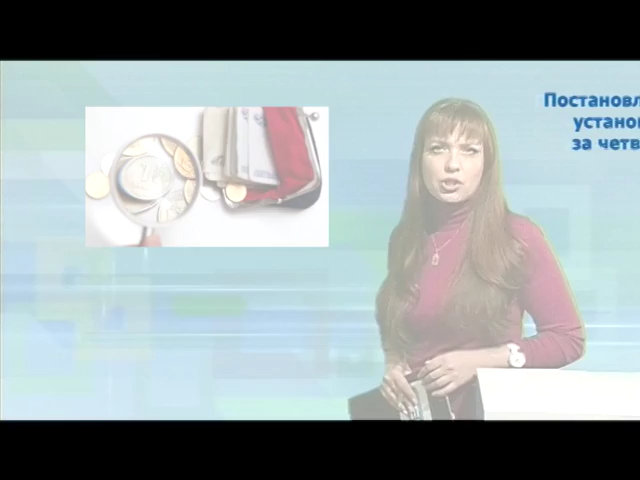 Постановл
установ
за четв